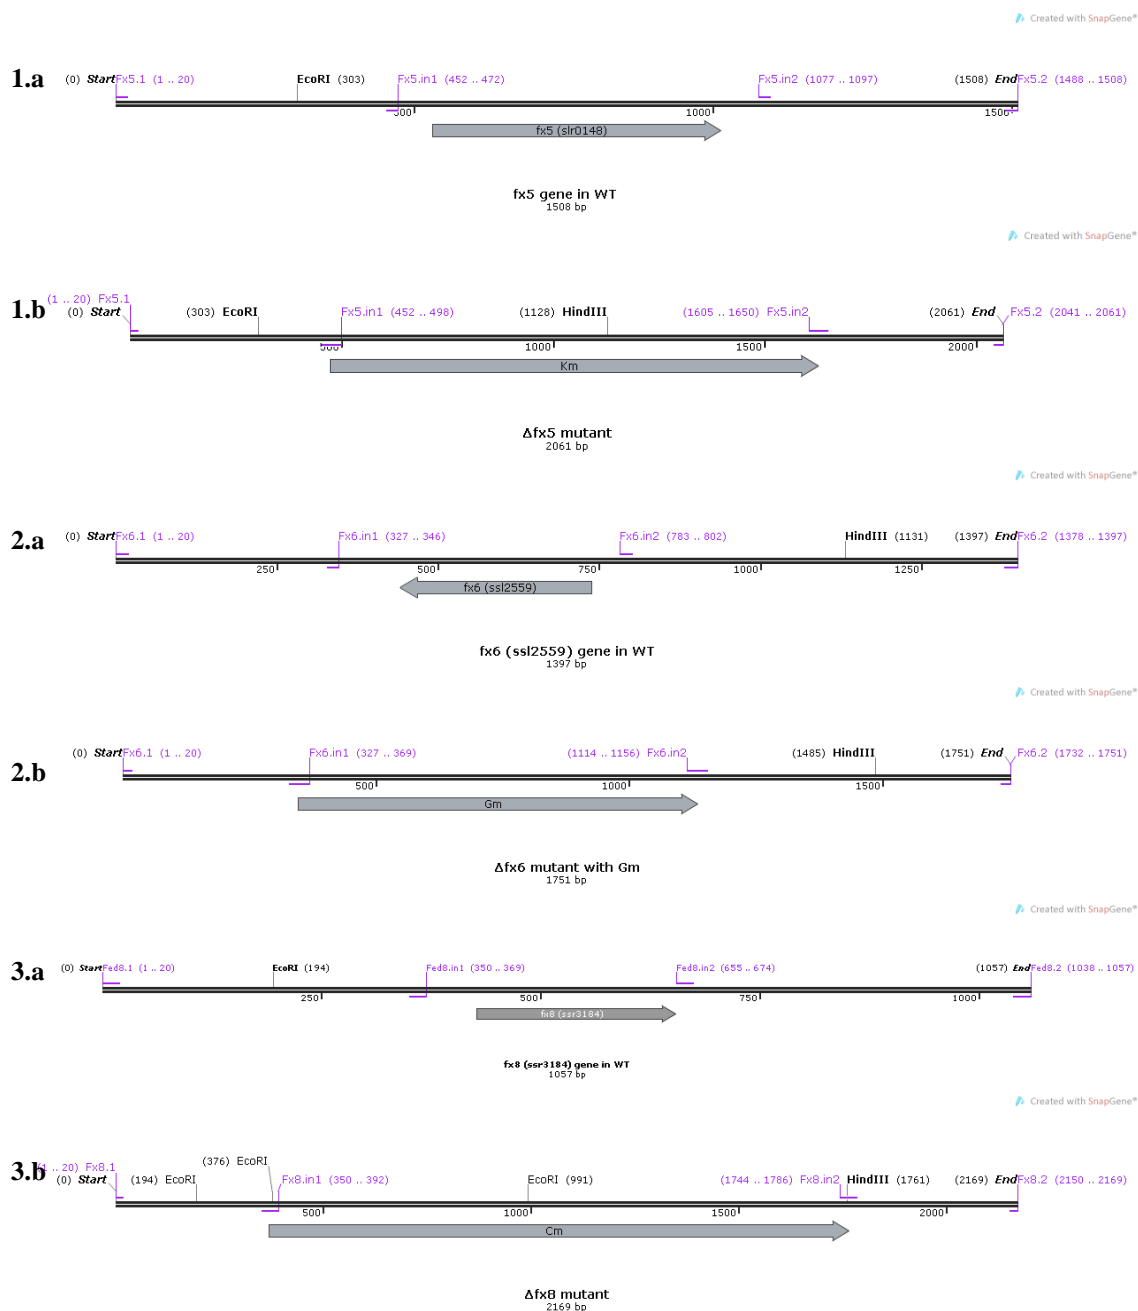 Created with SnapGene®
1.a (0) Start Fx5.1 (1 .. 20) EcoRI (303) Fx5.in1 (452 .. 472) Fx5.in2 (1077 .. 1097) (1508) End Fx5.2 (1488 .. 1508)
500 1000 1500
fx5 (slr0148)
fx5 gene in WT
1508 bp
Created with SnapGene®
(1 .. 20) Fx5.1
1.b (0) Start (303) EcoRI Fx5.in1 (452 .. 498) (1128) HindIII (1605 .. 1650) Fx5.in2 (2061) End Fx5.2 (2041 .. 2061)
500 1000 1500 2000
Km
Δfx5 mutant
2061 bp
Created with SnapGene®
2.a (0) Start Fx6.1 (1 .. 20) Fx6.in1 (327 .. 346) Fx6.in2 (783 .. 802) HindIII (1131) (1397) End Fx6.2 (1378 .. 1397)
250 500 750 1000 1250
fx6 (ssl2559)
fx6 (ssl2559) gene in WT
1397 bp
Created with SnapGene®
2.b (0) Start Fx6.1 (1 .. 20) Fx6.in1 (327 .. 369) (1114 .. 1156) Fx6.in2 (1485) HindIII (1751) End Fx6.2 (1732 .. 1751)
500 1000 1500
Gm
Δfx6 mutant with Gm
1751 bp
Created with SnapGene®
3.a (0) Start Fed8.1 (1 .. 20) EcoRI (194) Fed8.in1 (350 .. 369) Fed8.in2 (655 .. 674) (1057) End Fed8.2 (1038 .. 1057)
250 500 750 1000
fx8 (ssr3184)
fx8 (ssr3184) gene in WT
1057 bp
Created with SnapGene®
(376) EcoRI
(1 .. 20) Fx8.1
3.b (0) Start (194) EcoRI Fx8.in1 (350 .. 392) EcoRI (991) (1744 .. 1786) Fx8.in2 HindIII (1761) (2169) End Fx8.2 (2150 .. 2169)
500 1000 1500 2000
Cm
Δfx8 mutant
2169 bp